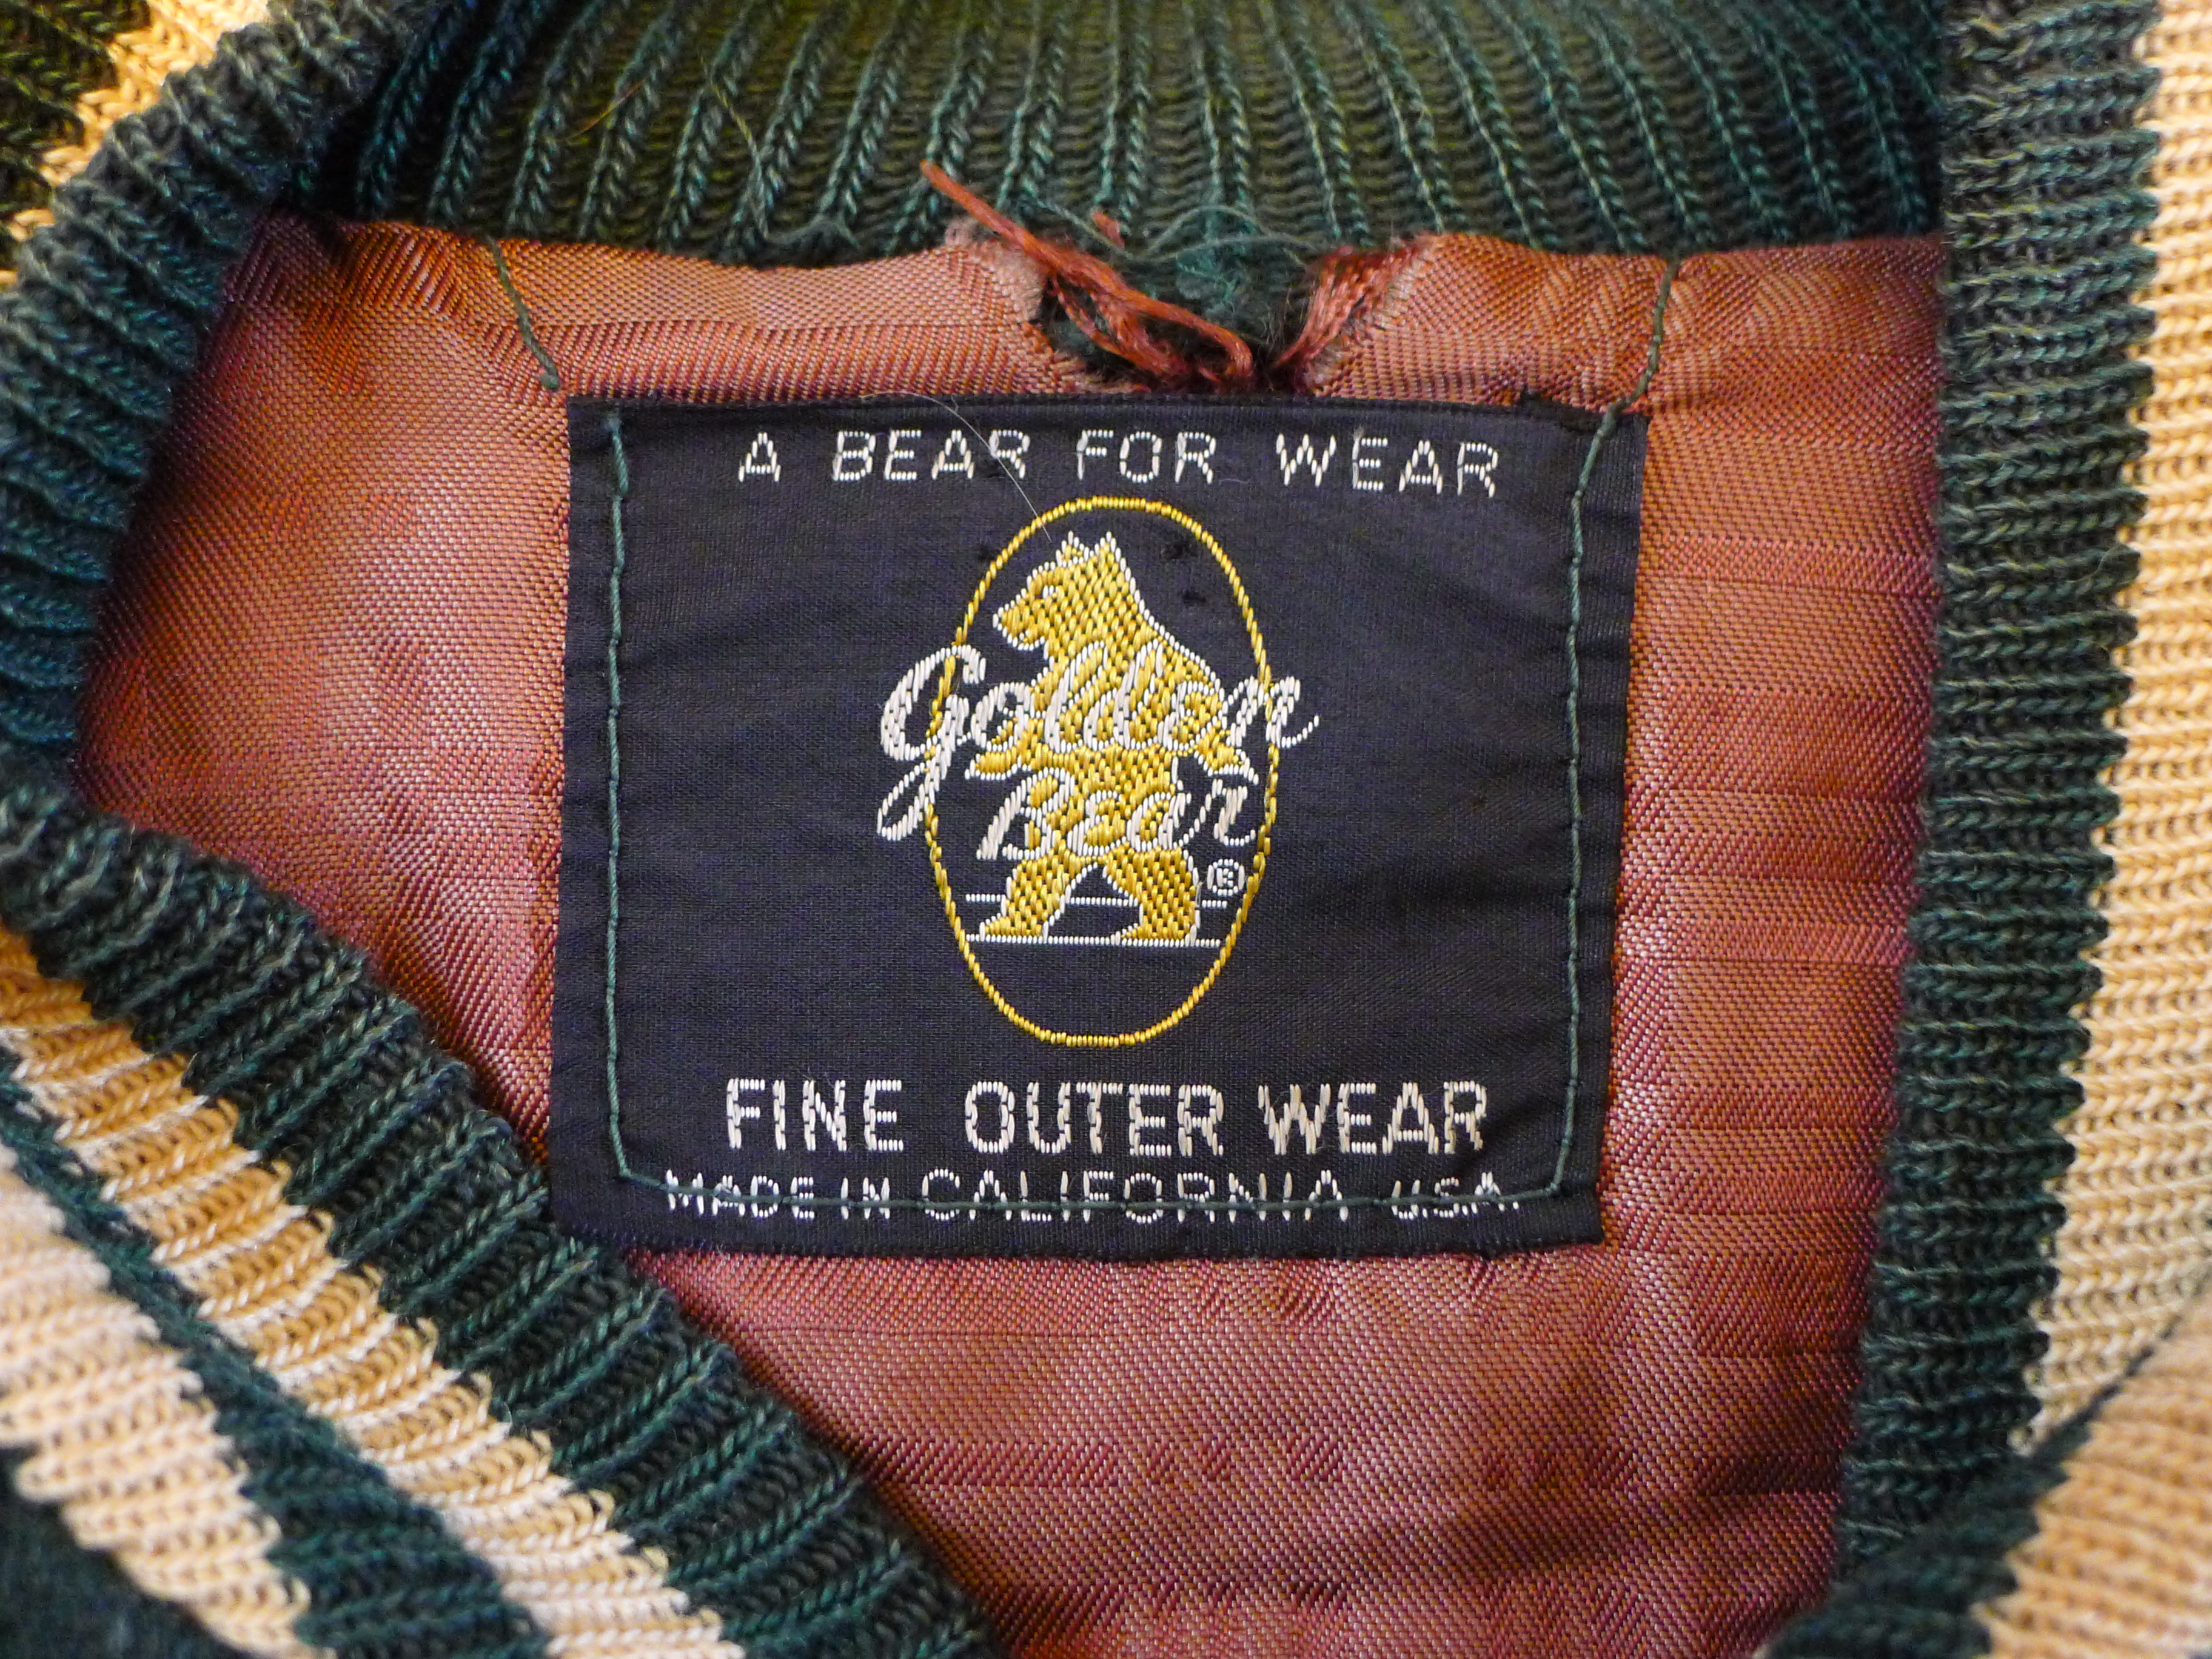 A BEAR FOR WEAR
Golden
Bear
®
FINE OUTER WEAR
MADE IN CALIFORNIA U.S.A.